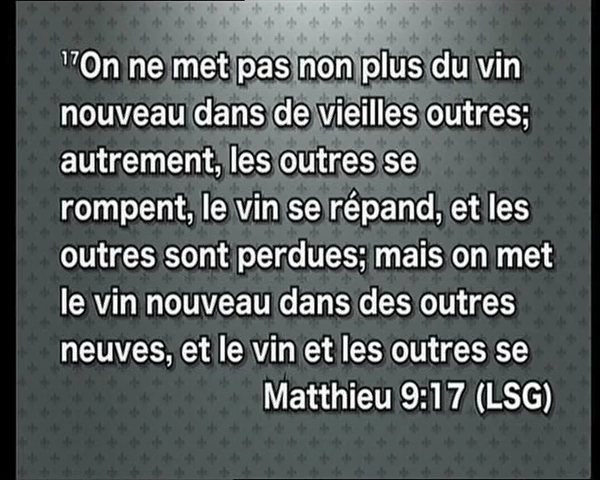 ¹⁷On ne met pas non plus du vin
nouveau dans de vieilles outres;
autrement, les outres se
rompent, le vin se répand, et les
outres sont perdues; mais on met
le vin nouveau dans des outres
neuves, et le vin et les outres se
Matthieu 9:17 (LSG)